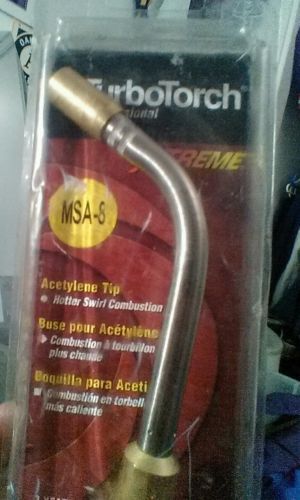 TurboTorch®
MSA-8
Acetylene Tip
Hotter Swirl Combustion
Buse pour Acétylène
Combustion à tourbillon
plus chaude
Boquilla para Aceti
Combustión en torbell
más caliente